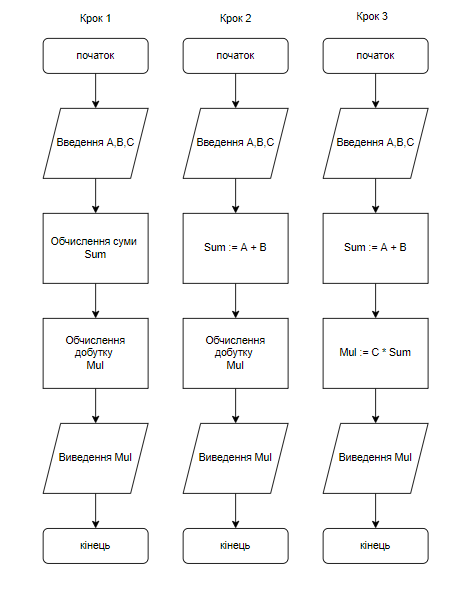 Крок 1
початок
Введення A,B,C
Обчислення суми
Sum
Обчислення
добутку
Mul
Виведення Mul
кінець
Крок 2
початок
Введення A,B,C
Sum := A + B
Обчислення
добутку
Mul
Виведення Mul
кінець
Крок 3
початок
Введення A,B,C
Sum := A + B
Mul := C * Sum
Виведення Mul
кінець